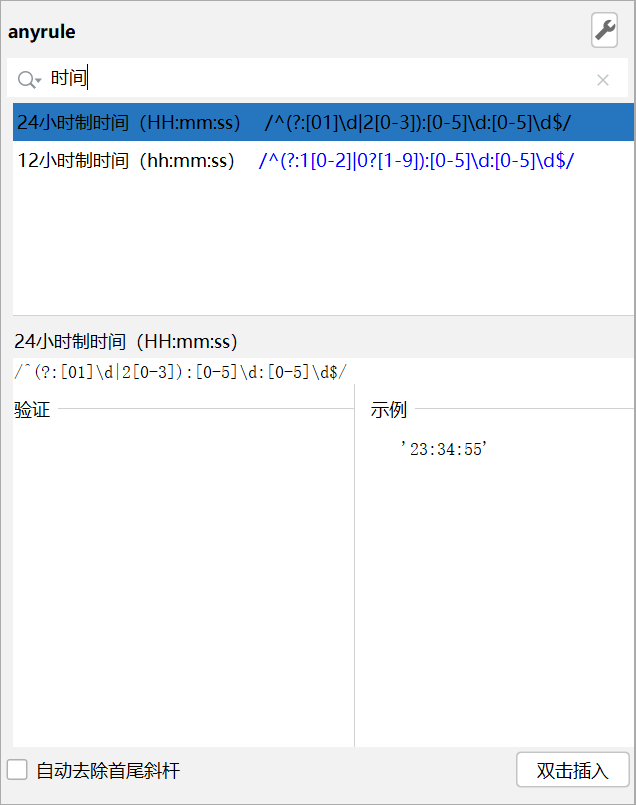 anyrule
时间
24小时制时间（HH:mm:ss） /^(?:[01]\d|2[0-3]):[0-5]\d:[0-5]\d$/
12小时制时间（hh:mm:ss） /^(?:1[0-2]|0?[1-9]):[0-5]\d:[0-5]\d$/
24小时制时间（HH:mm:ss）
/^(?:[01]\d|2[0-3]):[0-5]\d:[0-5]\d$/
验证
示例
'23:34:55'
自动去除首尾斜杆
双击插入